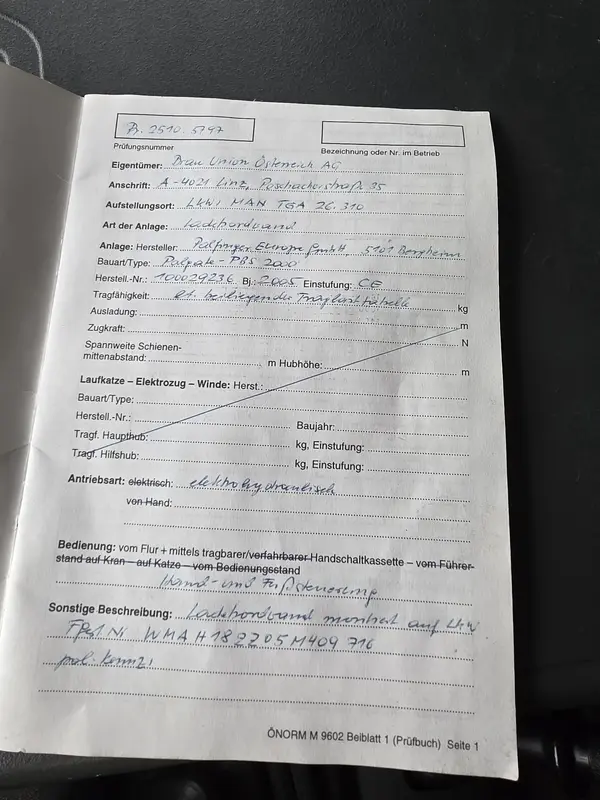 Pr. 2510. 5797
Prüfungsnummer
Bezeichnung oder Nr. im Betrieb
Eigentümer: Brau Union Österreich AG
Anschrift: A-4021 Linz, Poschacherstraße 35
Aufstellungsort: LKW MAN TGA 26.310
Art der Anlage: Ladebordwand
Anlage: Hersteller: Palfinger Europe GmbH, 5101 Bergheim
Bauart/Type: Palgate - PBS 2000
Herstell.-Nr.: 100029236 Bj.: 2005 Einstufung: CE
Tragfähigkeit: lt. beiliegender Traglasttabelle kg
Ausladung: m
Zugkraft: N
Spannweite Schienen-
mittenabstand: m Hubhöhe: m
Laufkatze – Elektrozug – Winde: Herst.:
Bauart/Type:
Herstell.-Nr.: Baujahr:
Tragf. Haupthub: kg, Einstufung:
Tragf. Hilfshub: kg, Einstufung:
Antriebsart: elektrisch: elektrohydraulisch
von Hand:
Bedienung: vom Flur + mittels tragbarer/verfahrbarer Handschaltkassette – vom Führer-
stand auf Kran – auf Katze – vom Bedienungsstand
Hand- und Fußsteuerung
Sonstige Beschreibung: Ladebordwand montiert auf LKW
Fgst. Nr. WMAH182205M409716
pol. Kennz:
ÖNORM M 9602 Beiblatt 1 (Prüfbuch) Seite 1